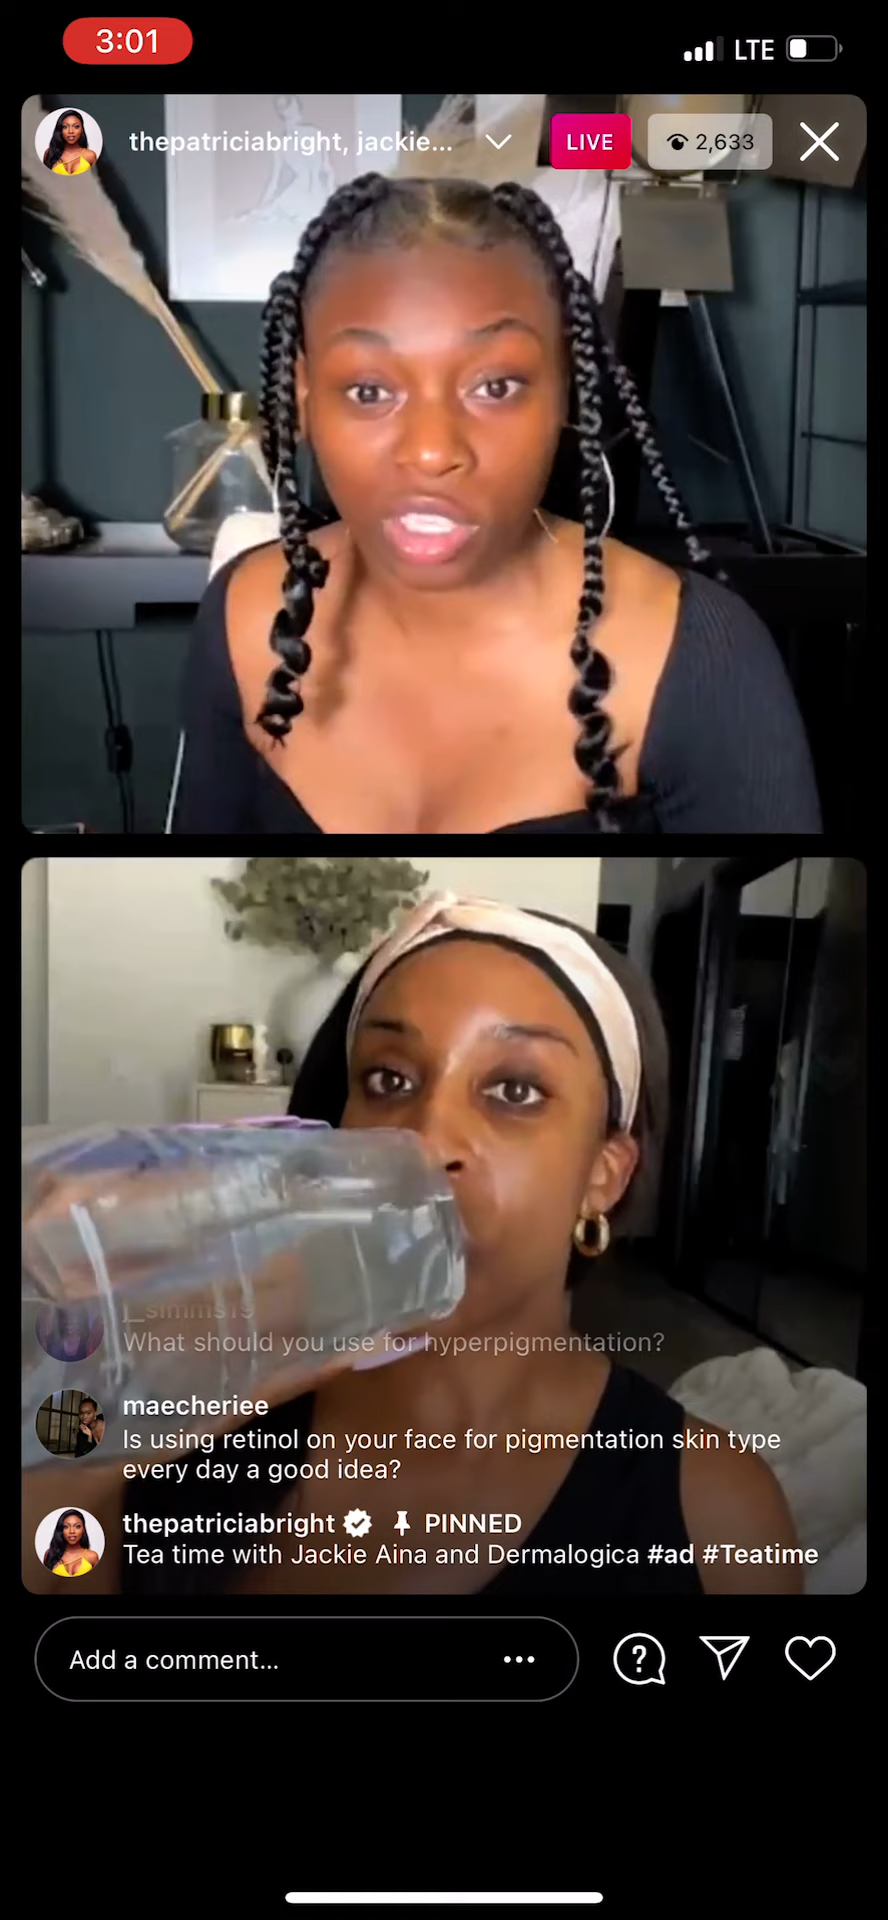 3:01
LTE
thepatriciabright, jackie...
LIVE
2,633
j_simms19
What should you use for hyperpigmentation?
maecheriee
Is using retinol on your face for pigmentation skin type
every day a good idea?
thepatriciabright PINNED
Tea time with Jackie Aina and Dermalogica #ad #Teatime
Add a comment...